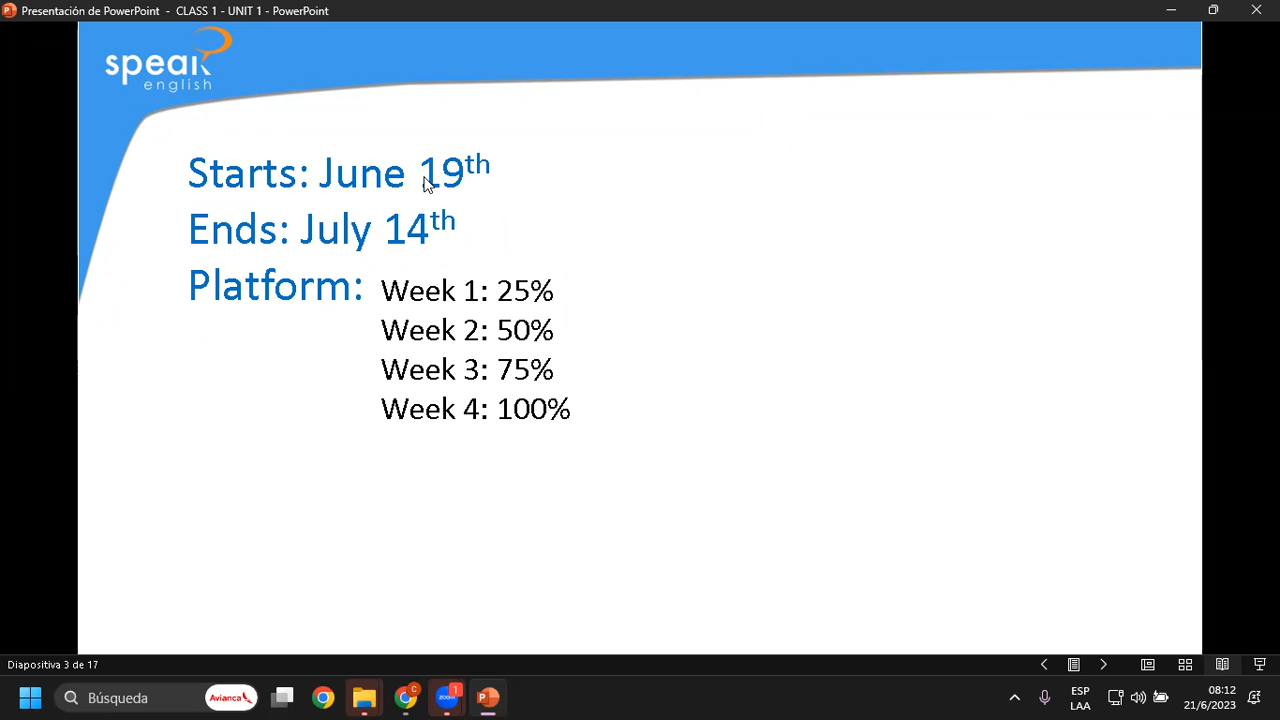 Presentación de PowerPoint - CLASS 1 - UNIT 1 - PowerPoint
speak
english
Starts: June 19th
Ends: July 14th
Platform:
Week 1: 25%
Week 2: 50%
Week 3: 75%
Week 4: 100%
Diapositiva 3 de 17
Búsqueda
Avianca
C
zoom
1
ESP
LAA
08:12
21/6/2023